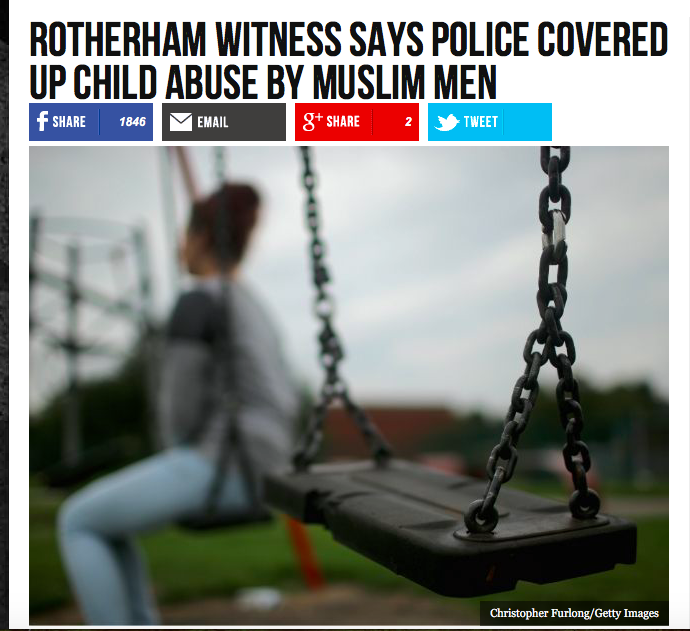 ROTHERHAM WITNESS SAYS POLICE COVERED
UP CHILD ABUSE BY MUSLIM MEN
f SHARE 1846 EMAIL g+ SHARE 2 TWEET
Christopher Furlong/Getty Images